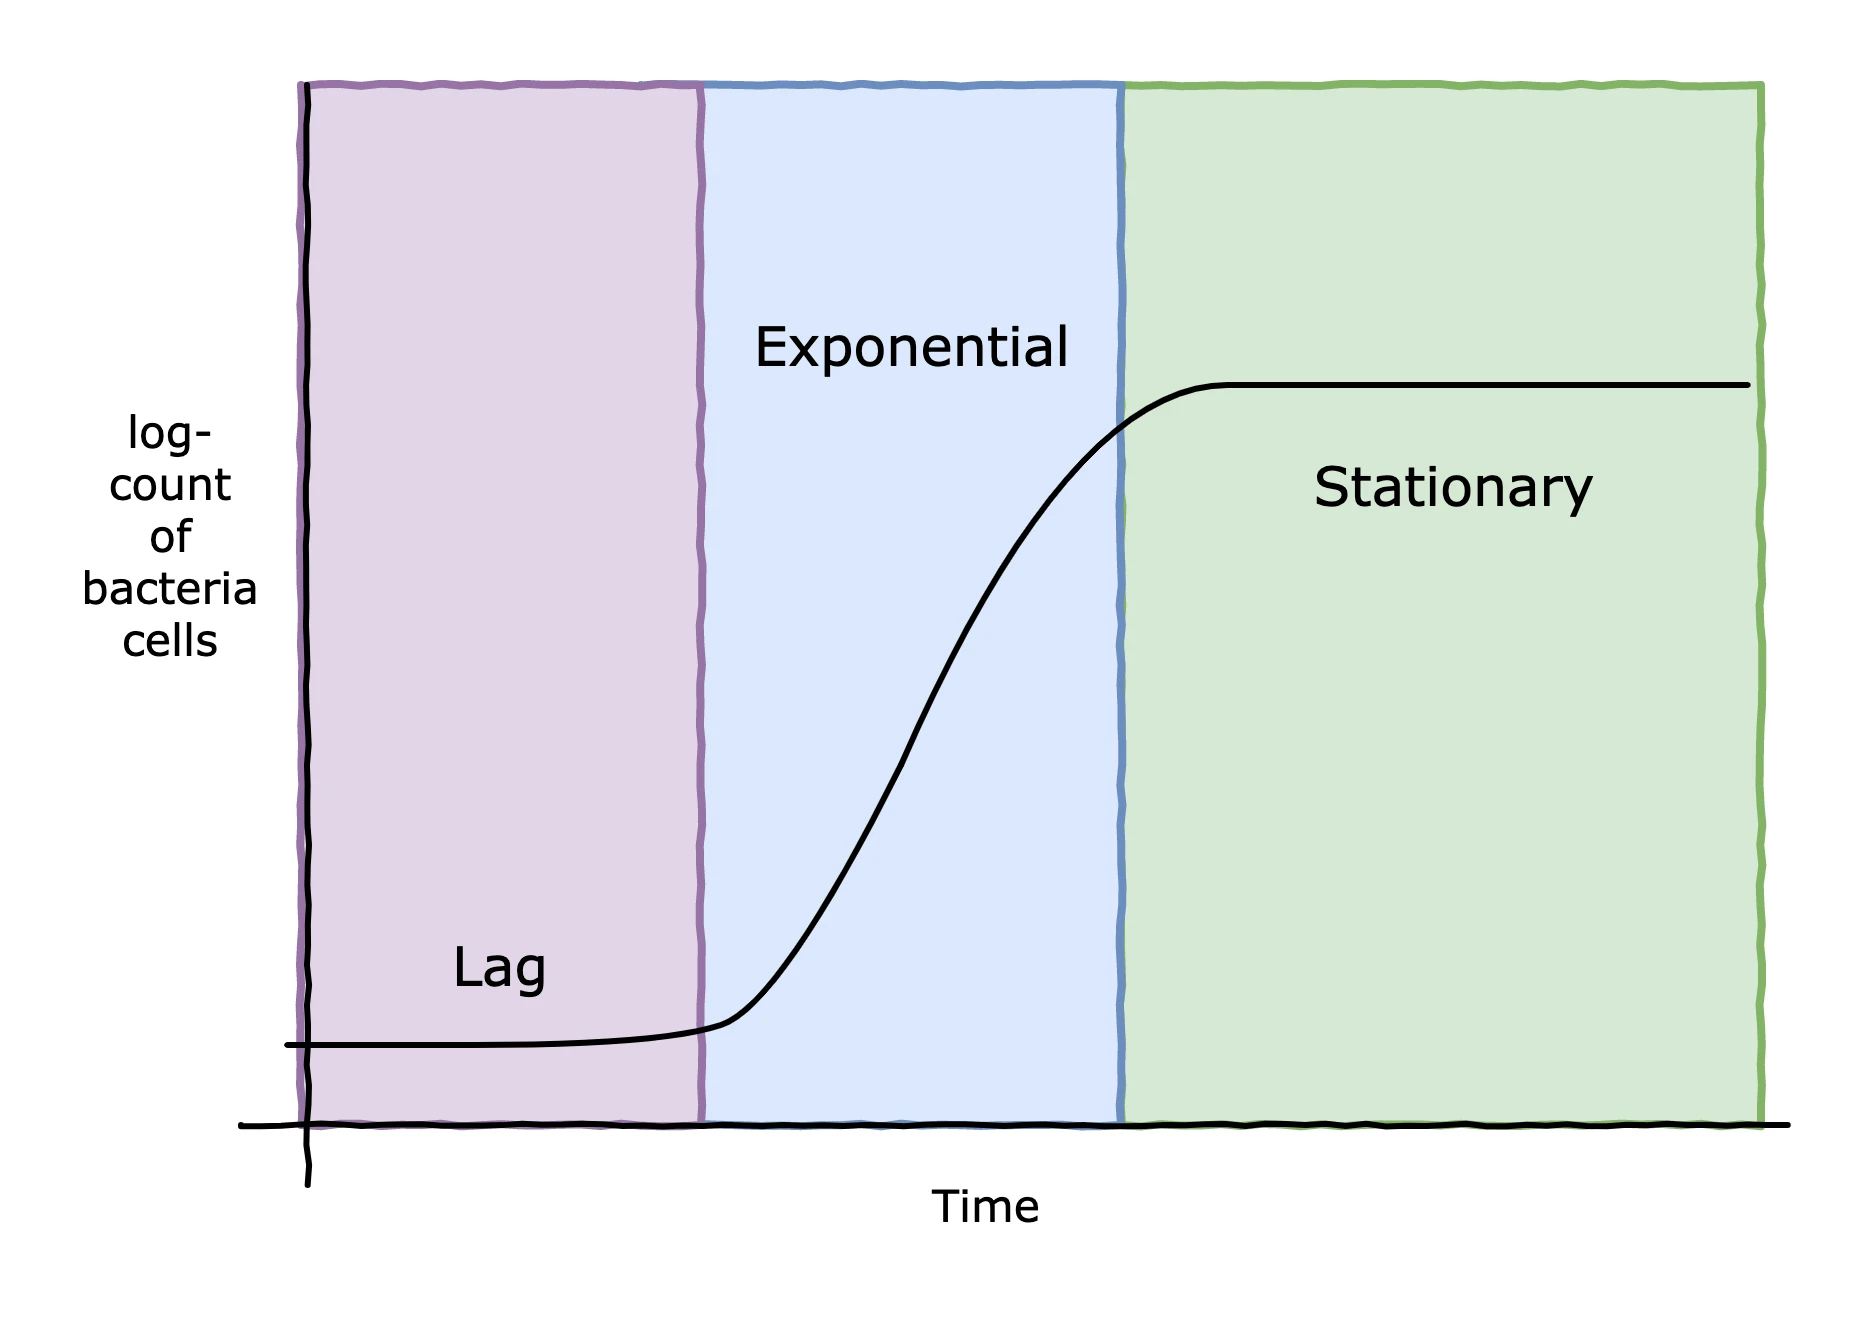 Exponential
log-
count
of
bacteria
cells
Stationary
Lag
Time